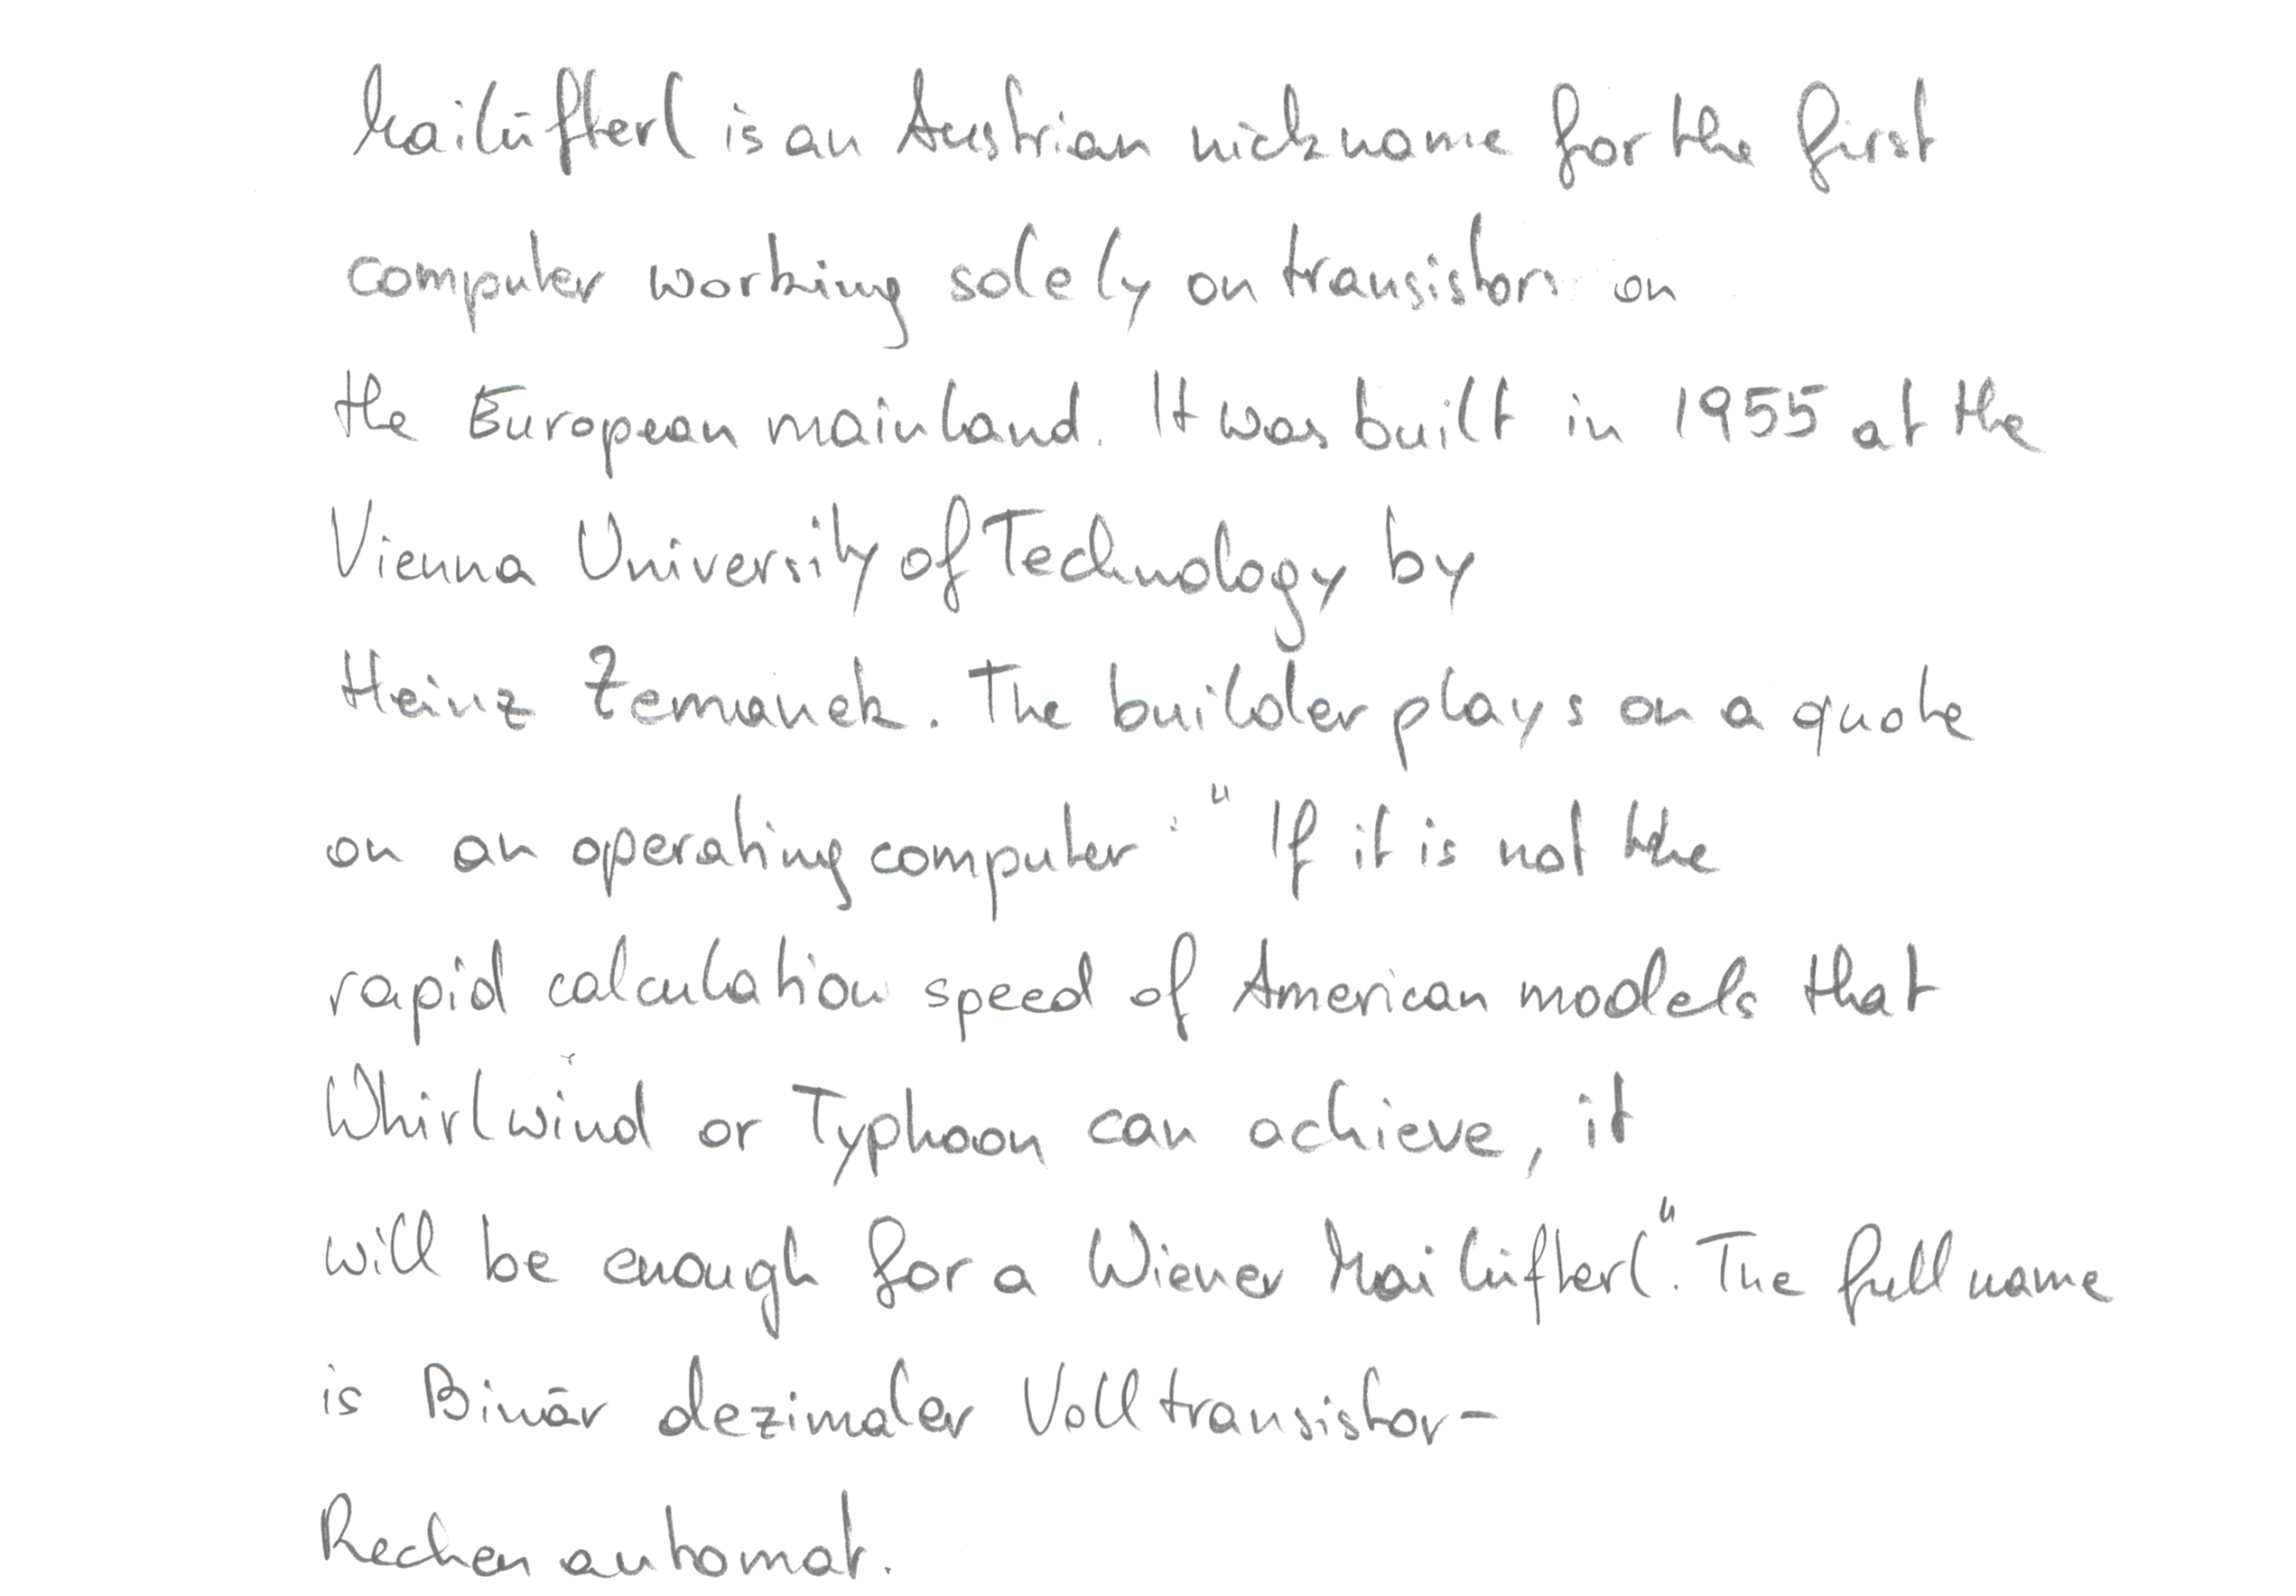 Mailüfterl is an Austrian nickname for the first
computer working solely on transistors on
the European mainland. It was built in 1955 at the
Vienna University of Technology by
Heinz Zemanek. The builder plays on a quote
on an operating computer: "If it is not the
rapid calculation speed of American models that
Whirlwind or Typhoon can achieve, it
will be enough for a Wiener Mailüfterl". The full name
is Binär dezimaler Volltransistor-
Rechenautomat.